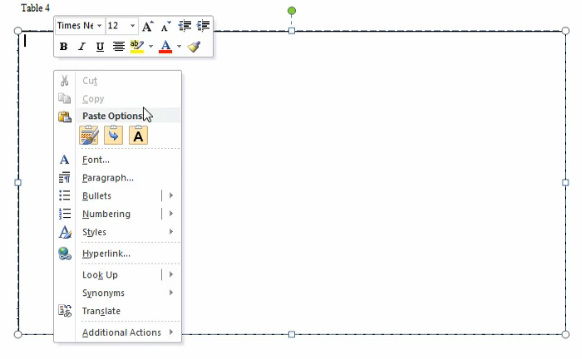 Table 4
Times Ne 12 A A
B I U ab A
Cut
Copy
Paste Options
A
A Font...
Paragraph...
Bullets
Numbering
Styles
Hyperlink...
Look Up
Synonyms
Translate
Additional Actions